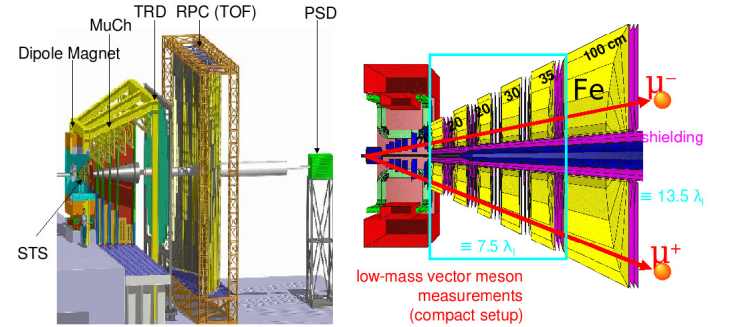 TRD
RPC (TOF)
PSD
MuCh
Dipole Magnet
STS
20
20
30
35
100 cm
Fe
μ⁻
shielding
≡ 13.5 λI
≡ 7.5 λI
μ⁺
low-mass vector meson
measurements
(compact setup)